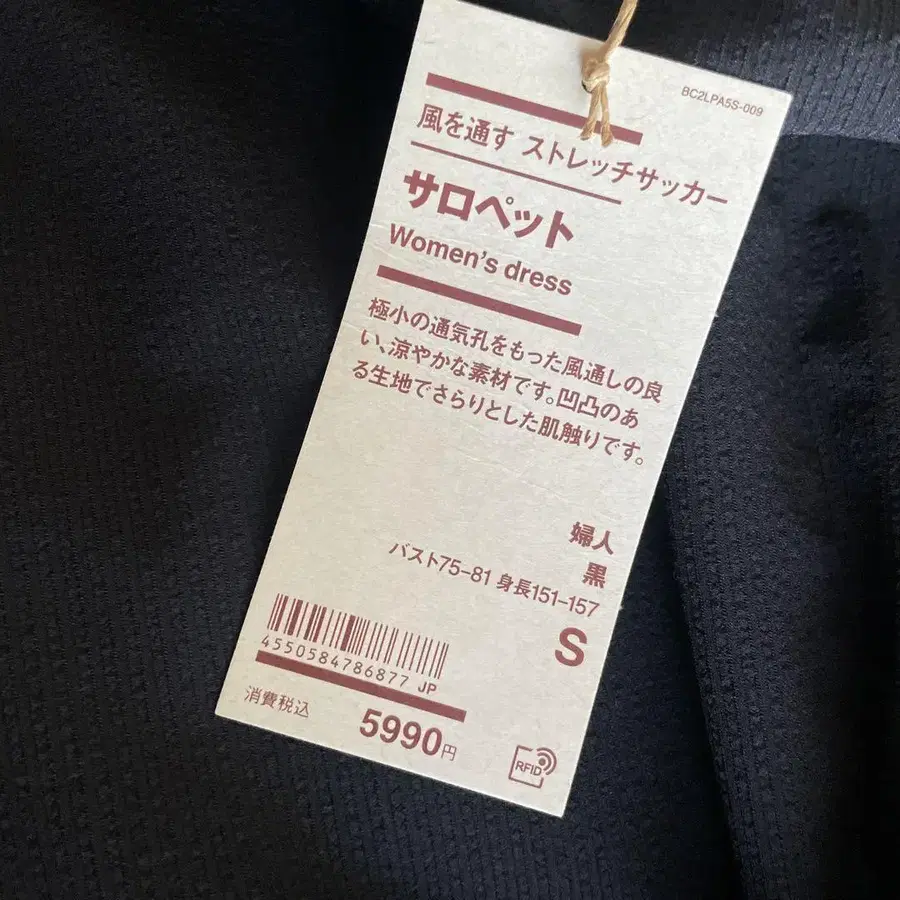 BC2LPA5S-009
風を通す ストレッチサッカー
サロペット
Women's dress
極小の通気孔をもった風通しの良
い、涼やかな素材です。凹凸のあ
る生地でさらりとした肌触りです。
婦人
黒
バスト75-81 身長151-157
S
4550584786877 JP
消費税込 5990円
RFID